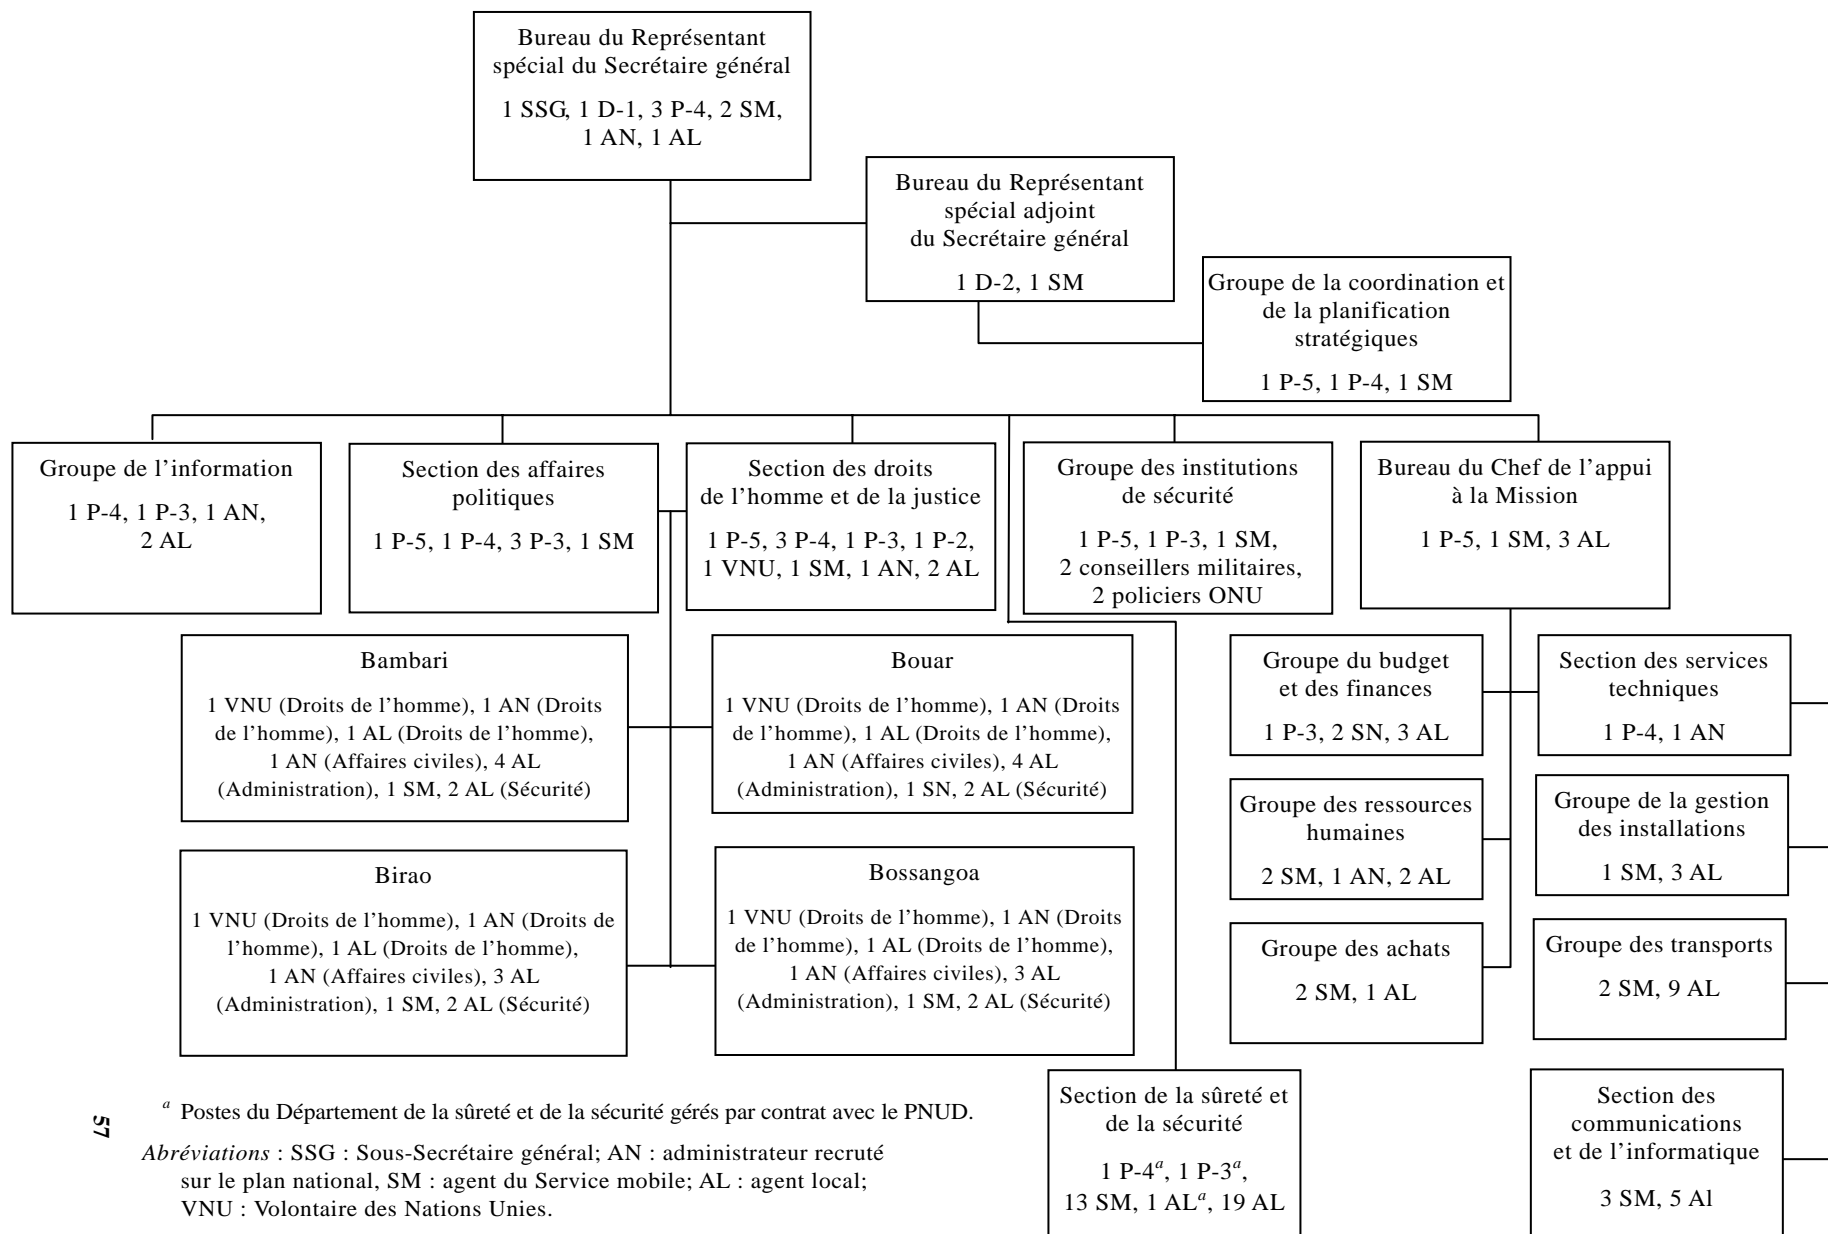 Bureau du Représentant
spécial du Secrétaire général
1 SSG, 1 D-1, 3 P-4, 2 SM,
1 AN, 1 AL
Bureau du Représentant
spécial adjoint
du Secrétaire général
1 D-2, 1 SM
Groupe de la coordination et
de la planification
stratégiques
1 P-5, 1 P-4, 1 SM
Groupe de l'information
1 P-4, 1 P-3, 1 AN,
2 AL
Section des affaires
politiques
1 P-5, 1 P-4, 3 P-3, 1 SM
Section des droits
de l'homme et de la justice
1 P-5, 3 P-4, 1 P-3, 1 P-2,
1 VNU, 1 SM, 1 AN, 2 AL
Groupe des institutions
de sécurité
1 P-5, 1 P-3, 1 SM,
2 conseillers militaires,
2 policiers ONU
Bureau du Chef de l'appui
à la Mission
1 P-5, 1 SM, 3 AL
Bambari
1 VNU (Droits de l'homme), 1 AN (Droits
de l'homme), 1 AL (Droits de l'homme),
1 AN (Affaires civiles), 4 AL
(Administration), 1 SM, 2 AL (Sécurité)
Bouar
1 VNU (Droits de l'homme), 1 AN (Droits
de l'homme), 1 AL (Droits de l'homme),
1 AN (Affaires civiles), 4 AL
(Administration), 1 SN, 2 AL (Sécurité)
Groupe du budget
et des finances
1 P-3, 2 SN, 3 AL
Section des services
techniques
1 P-4, 1 AN
Groupe des ressources
humaines
2 SM, 1 AN, 2 AL
Groupe de la gestion
des installations
1 SM, 3 AL
Birao
1 VNU (Droits de l'homme), 1 AN (Droits de
l'homme), 1 AL (Droits de l'homme),
1 AN (Affaires civiles), 3 AL
(Administration), 1 SM, 2 AL (Sécurité)
Bossangoa
1 VNU (Droits de l'homme), 1 AN (Droits
de l'homme), 1 AL (Droits de l'homme),
1 AN (Affaires civiles), 3 AL
(Administration), 1 SM, 2 AL (Sécurité)
Groupe des achats
2 SM, 1 AL
Groupe des transports
2 SM, 9 AL
Section de la sûreté et
de la sécurité
1 P-4a, 1 P-3a,
13 SM, 1 ALa, 19 AL
Section des
communications
et de l'informatique
3 SM, 5 Al
a Postes du Département de la sûreté et de la sécurité gérés par contrat avec le PNUD.
Abréviations : SSG : Sous-Secrétaire général; AN : administrateur recruté
sur le plan national, SM : agent du Service mobile; AL : agent local;
VNU : Volontaire des Nations Unies.
57